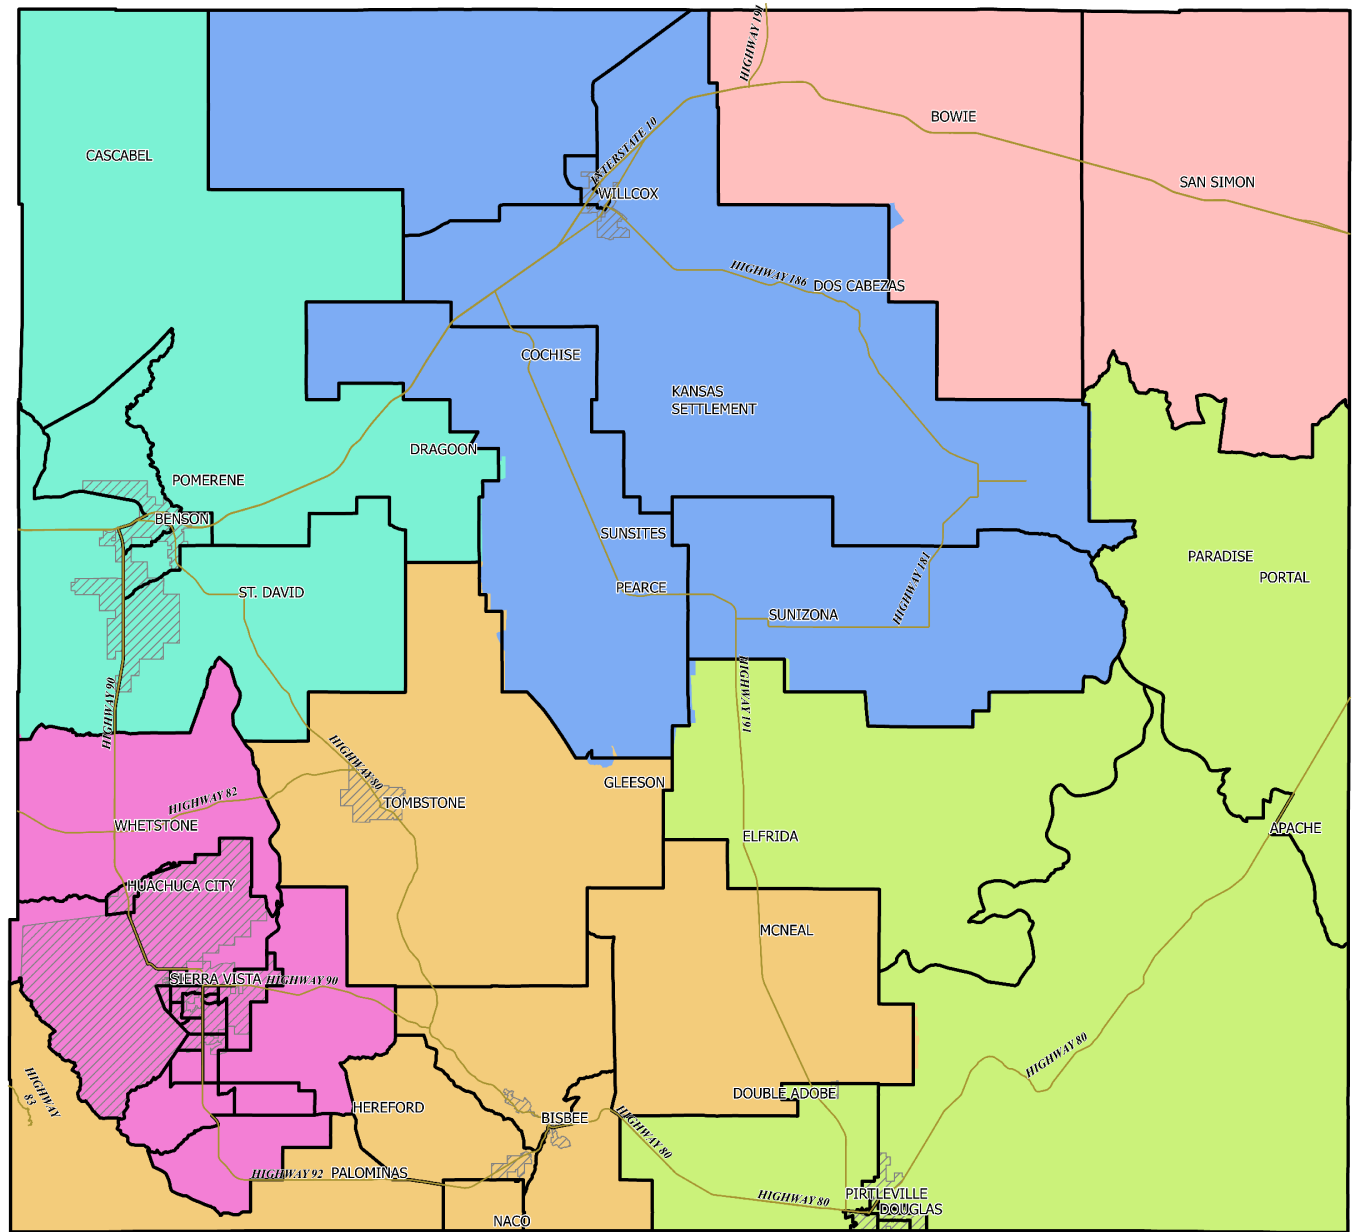 HIGHWAY 191
BOWIE
CASCABEL
INTERSTATE 10
SAN SIMON
WILLCOX
HIGHWAY 186
DOS CABEZAS
COCHISE
KANSAS
SETTLEMENT
DRAGOON
POMERENE
BENSON
SUNSITES
PARADISE
PORTAL
ST. DAVID
PEARCE
HIGHWAY 181
SUNIZONA
HIGHWAY 90
HIGHWAY 191
HIGHWAY 80
GLEESON
HIGHWAY 82
TOMBSTONE
WHETSTONE
ELFRIDA
APACHE
HUACHUCA CITY
MCNEAL
SIERRA VISTA
HIGHWAY 90
HIGHWAY 80
HIGHWAY
83
DOUBLE ADOBE
HEREFORD
BISBEE
HIGHWAY 80
HIGHWAY 92
PALOMINAS
HIGHWAY 80
PIRTLEVILLE
DOUGLAS
NACO